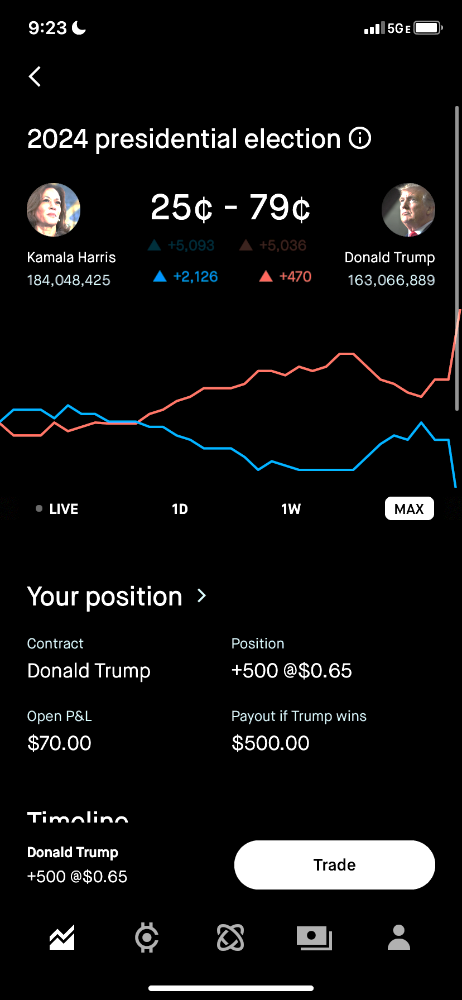 9:23
5GE
2024 presidential election
25¢ - 79¢
+5,093 +5,036
Kamala Harris
Donald Trump
184,048,425
+2,126 +470
163,066,889
LIVE 1D 1W MAX
Your position
Contract
Position
Donald Trump
+500 @$0.65
Open P&L
Payout if Trump wins
$70.00
$500.00
Timeline
Donald Trump
+500 @$0.65
Trade